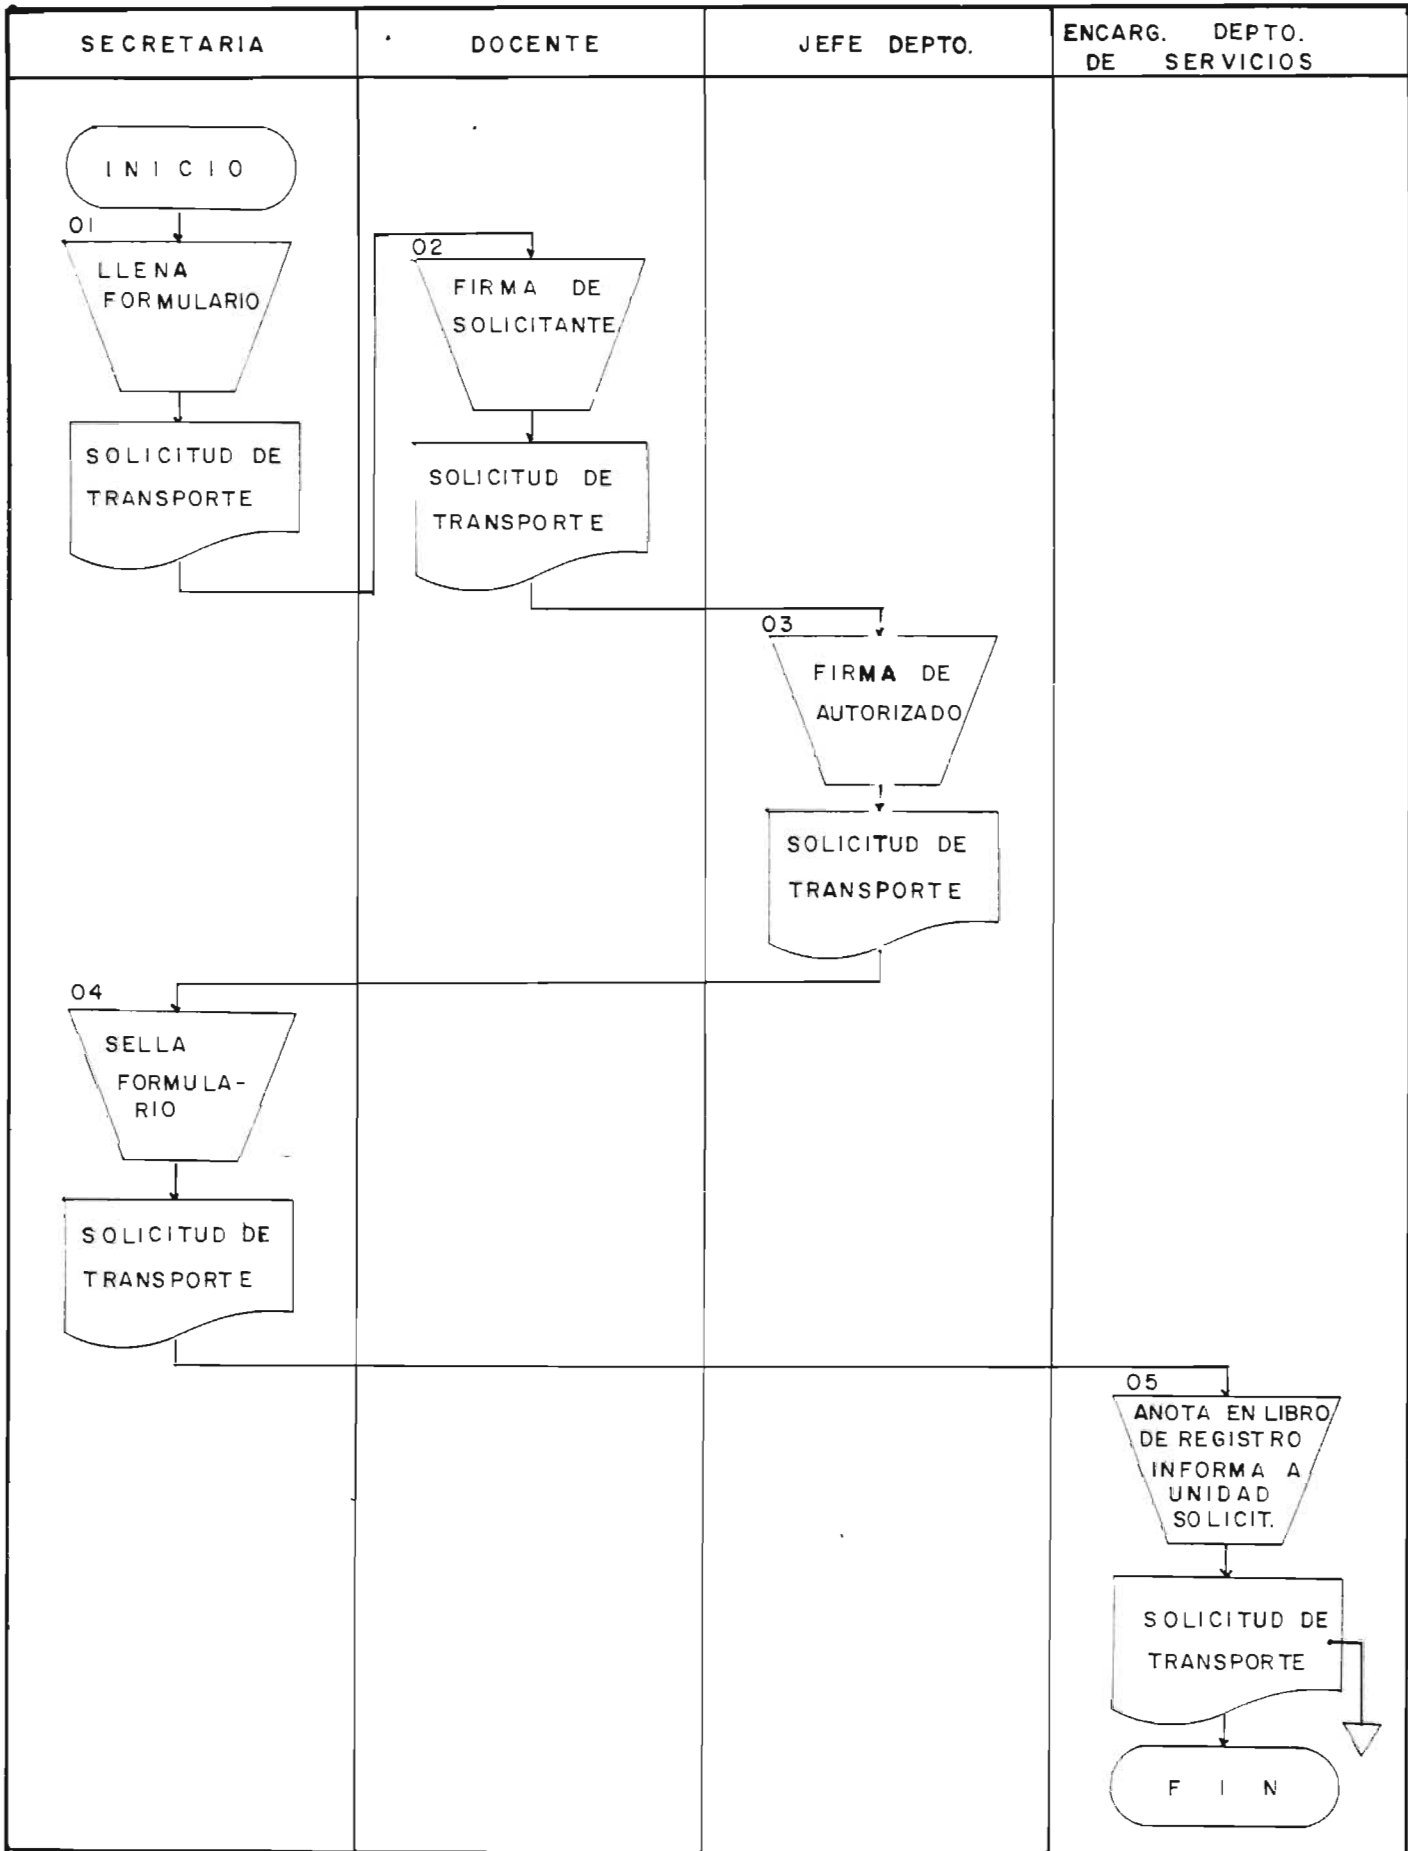 SECRETARIA
DOCENTE
JEFE DEPTO.
ENCARG. DEPTO.
DE SERVICIOS
INICIO
01
LLENA
FORMULARIO
SOLICITUD DE
TRANSPORTE
02
FIRMA DE
SOLICITANTE
SOLICITUD DE
TRANSPORTE
03
FIRMA DE
AUTORIZADO
SOLICITUD DE
TRANSPORTE
04
SELLA
FORMULA-
RIO
SOLICITUD DE
TRANSPORTE
05
ANOTA EN LIBRO
DE REGISTRO
INFORMA A
UNIDAD
SOLICIT.
SOLICITUD DE
TRANSPORTE
FIN